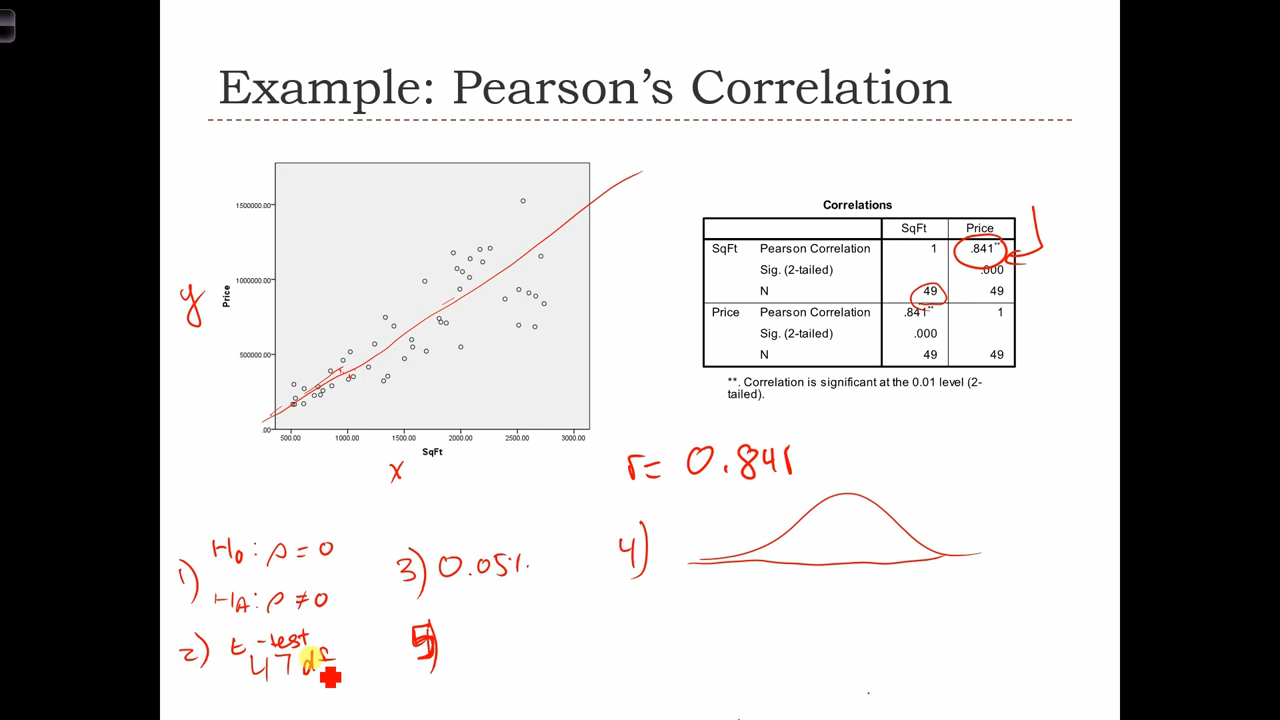 Example: Pearson's Correlation
1500000.00
1000000.00
500000.00
.00
Price
y
500.00 1000.00 1500.00 2000.00 2500.00 3000.00
SqFt
x
Correlations
SqFt Price
SqFt Pearson Correlation 1 .841**
Sig. (2-tailed) .000
N 49 49
Price Pearson Correlation .841** 1
Sig. (2-tailed) .000
N 49 49
**. Correlation is significant at the 0.01 level (2-
tailed).
r = 0.841
1) H0: ρ = 0
HA: ρ ≠ 0
2) t-test
47 df
3) 0.05%.
4)
5)